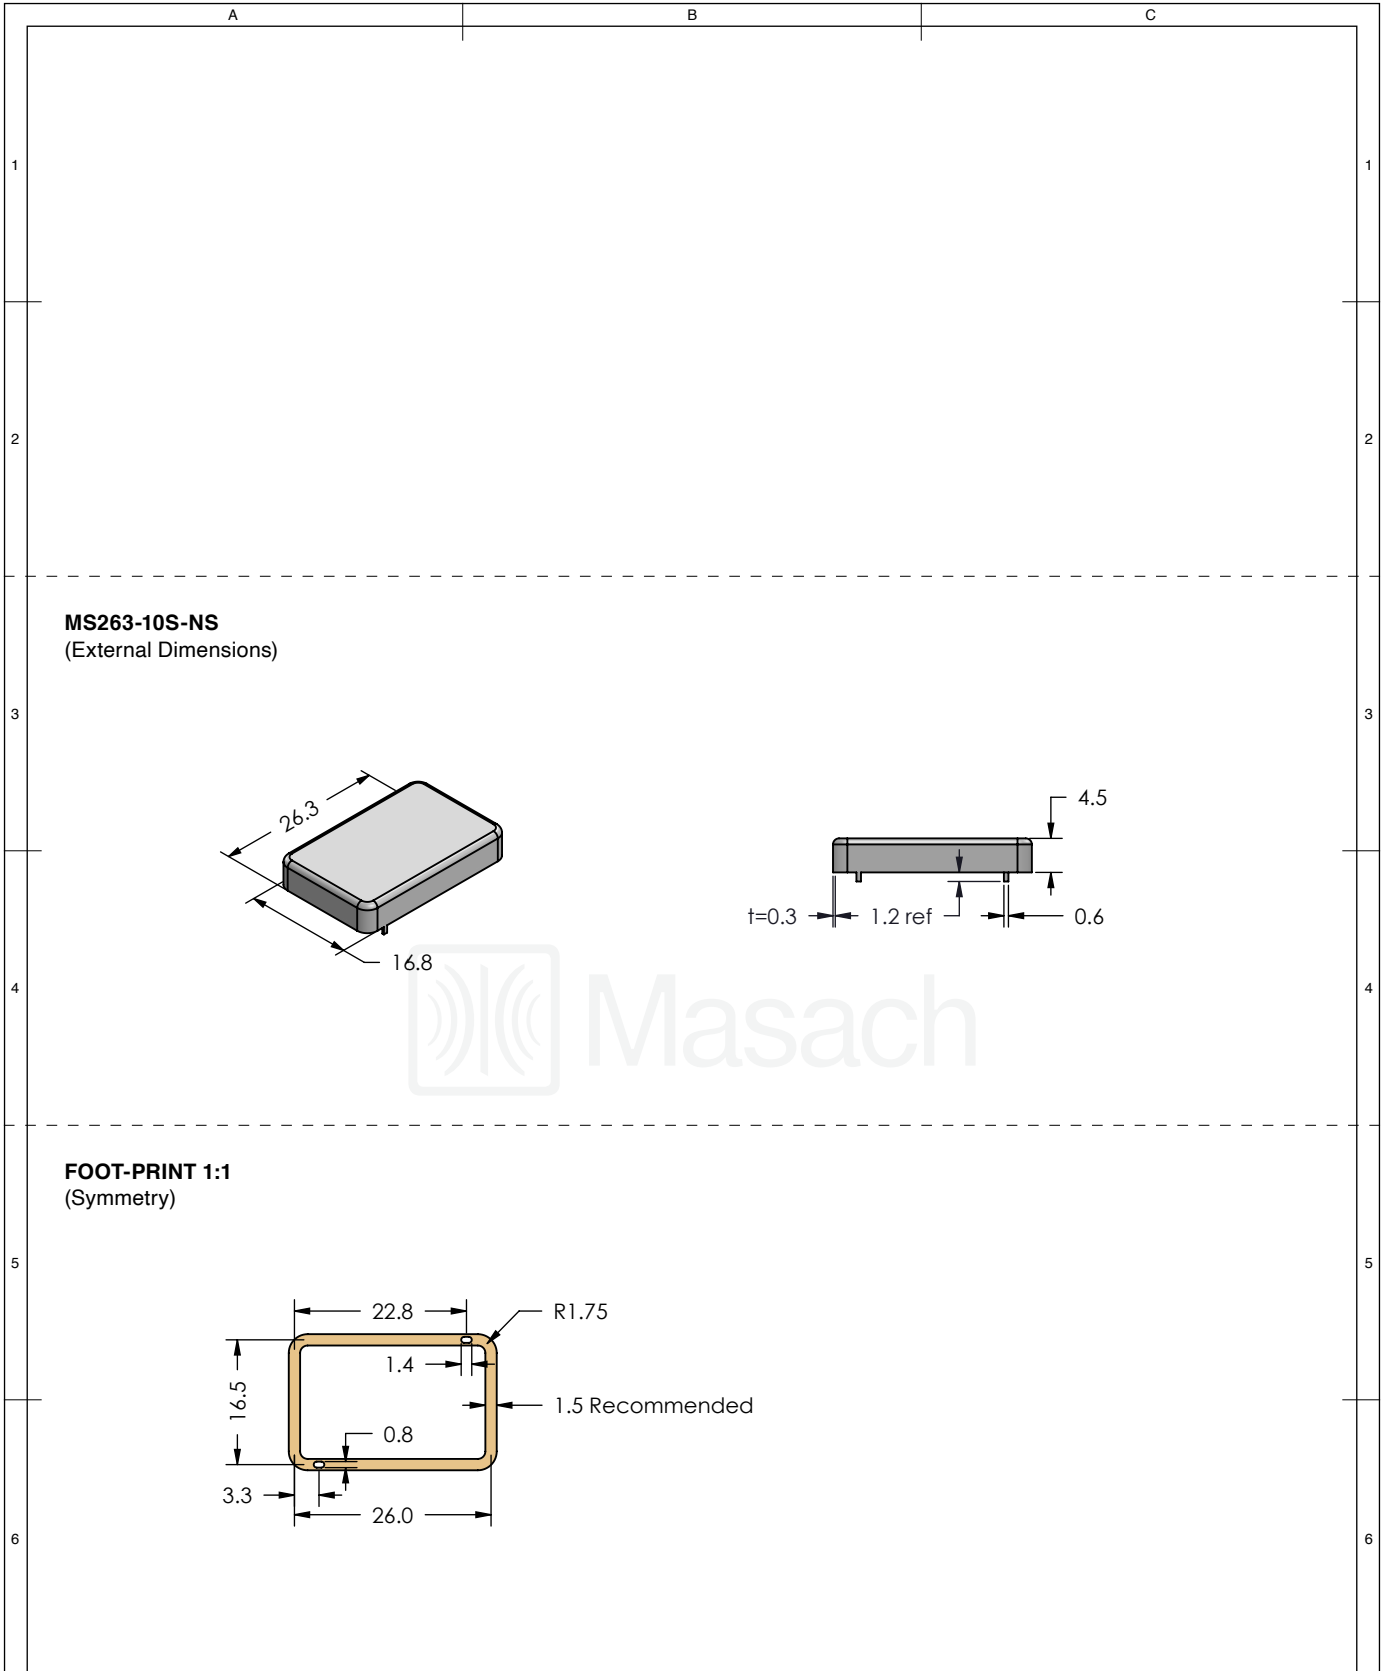 A B C
1 1
2 2
MS263-10S-NS
(External Dimensions)
3 3
26.3
4.5
t=0.3 1.2 ref 0.6
16.8
Masach
4 4
FOOT-PRINT 1:1
(Symmetry)
5 5
22.8 R1.75
1.4
16.5
1.5 Recommended
0.8
3.3
26.0
6 6